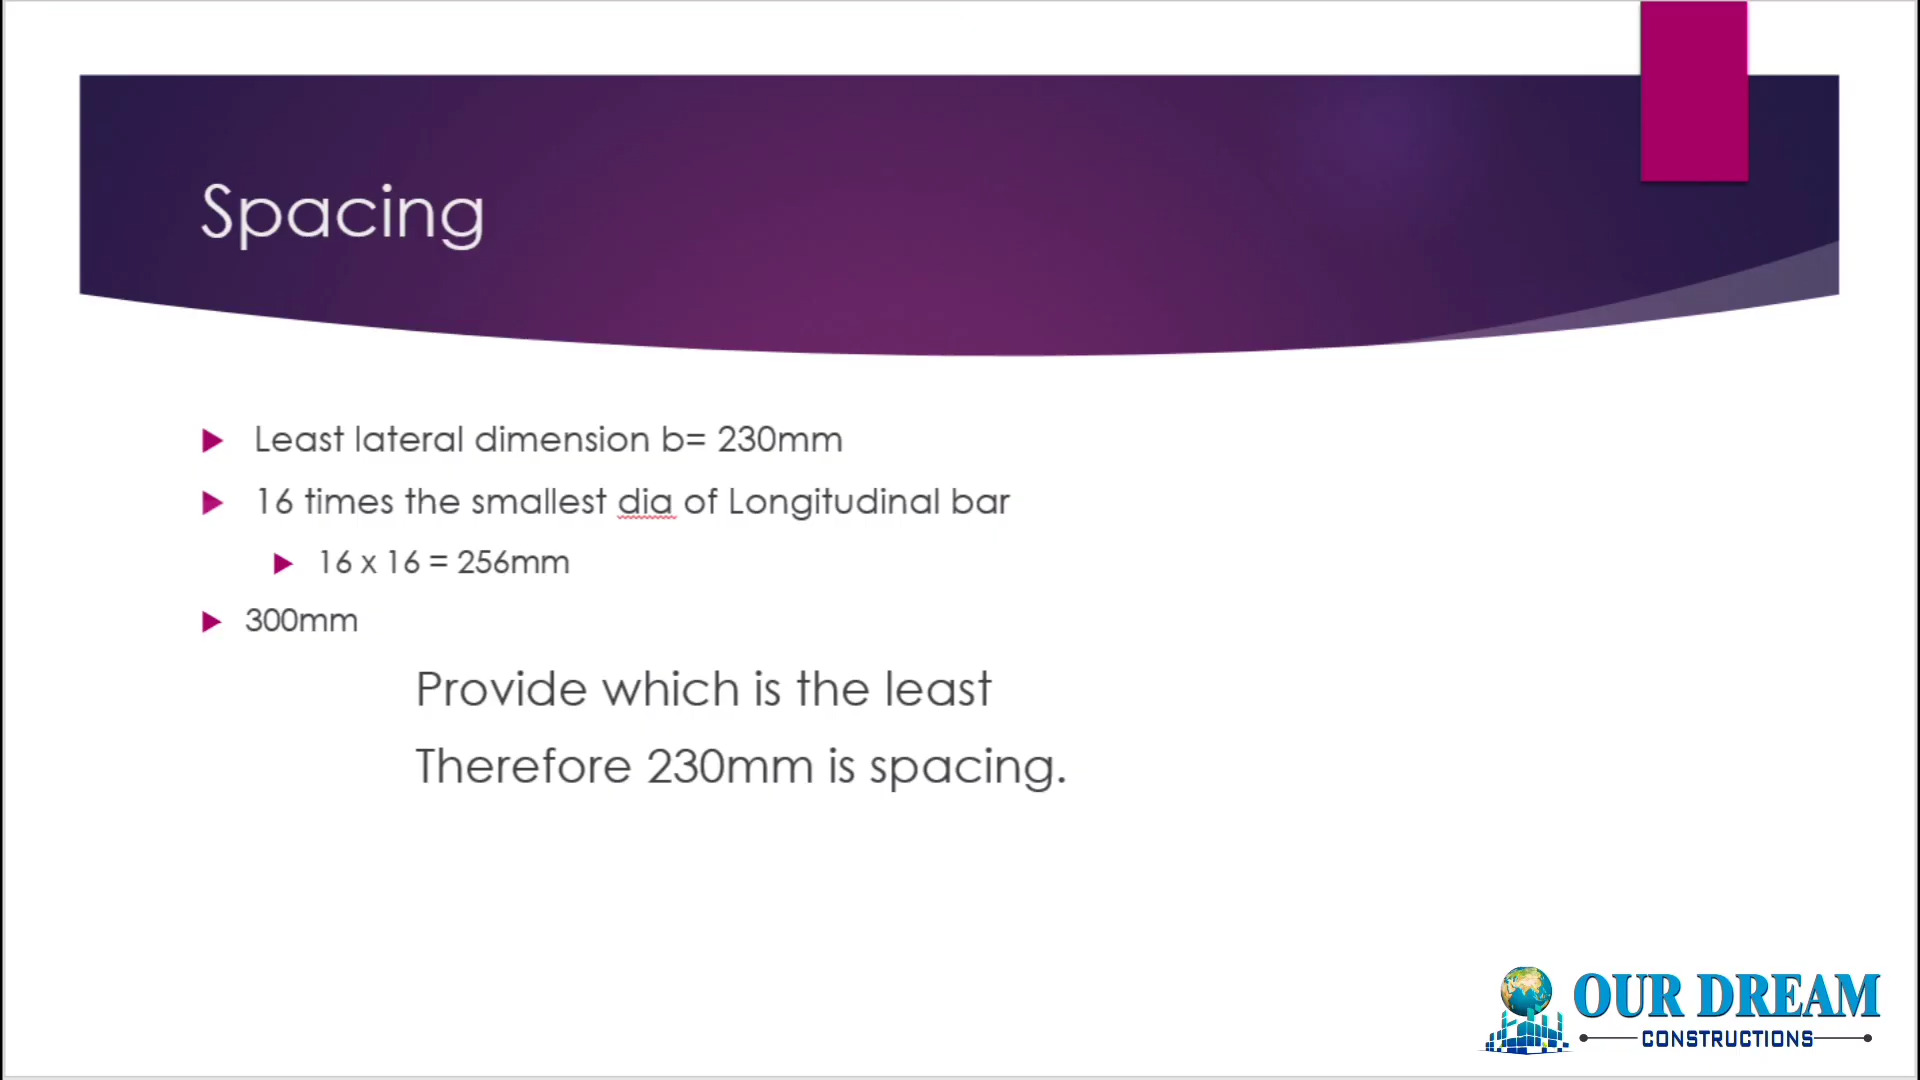 Spacing
Least lateral dimension b= 230mm
16 times the smallest dia of Longitudinal bar
16 x 16 = 256mm
300mm
Provide which is the least
Therefore 230mm is spacing.
OUR DREAM
CONSTRUCTIONS